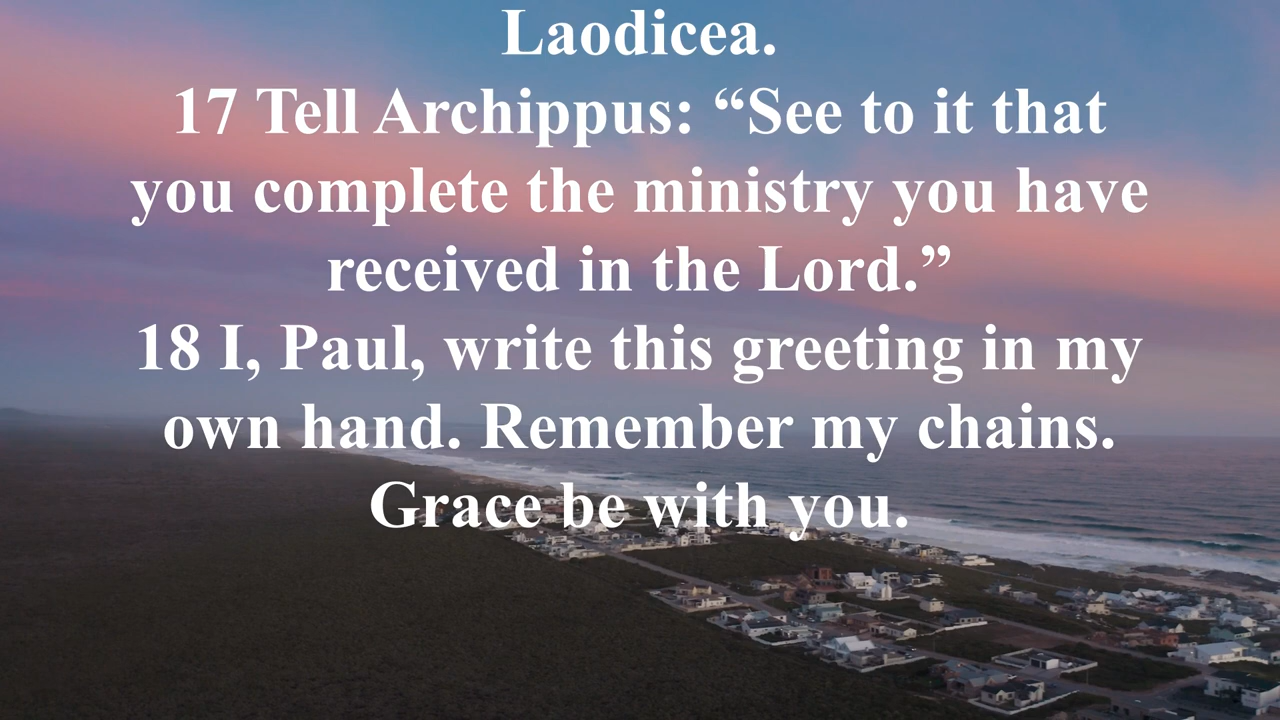 Laodicea.
17 Tell Archippus: “See to it that
you complete the ministry you have
received in the Lord.”
18 I, Paul, write this greeting in my
own hand. Remember my chains.
Grace be with you.